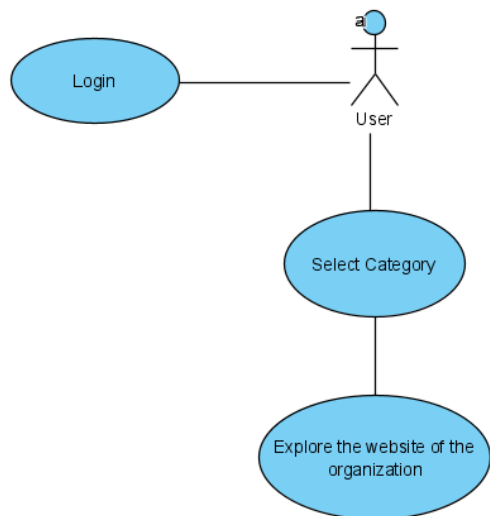 a
Login
User
Select Category
Explore the website of the
organization